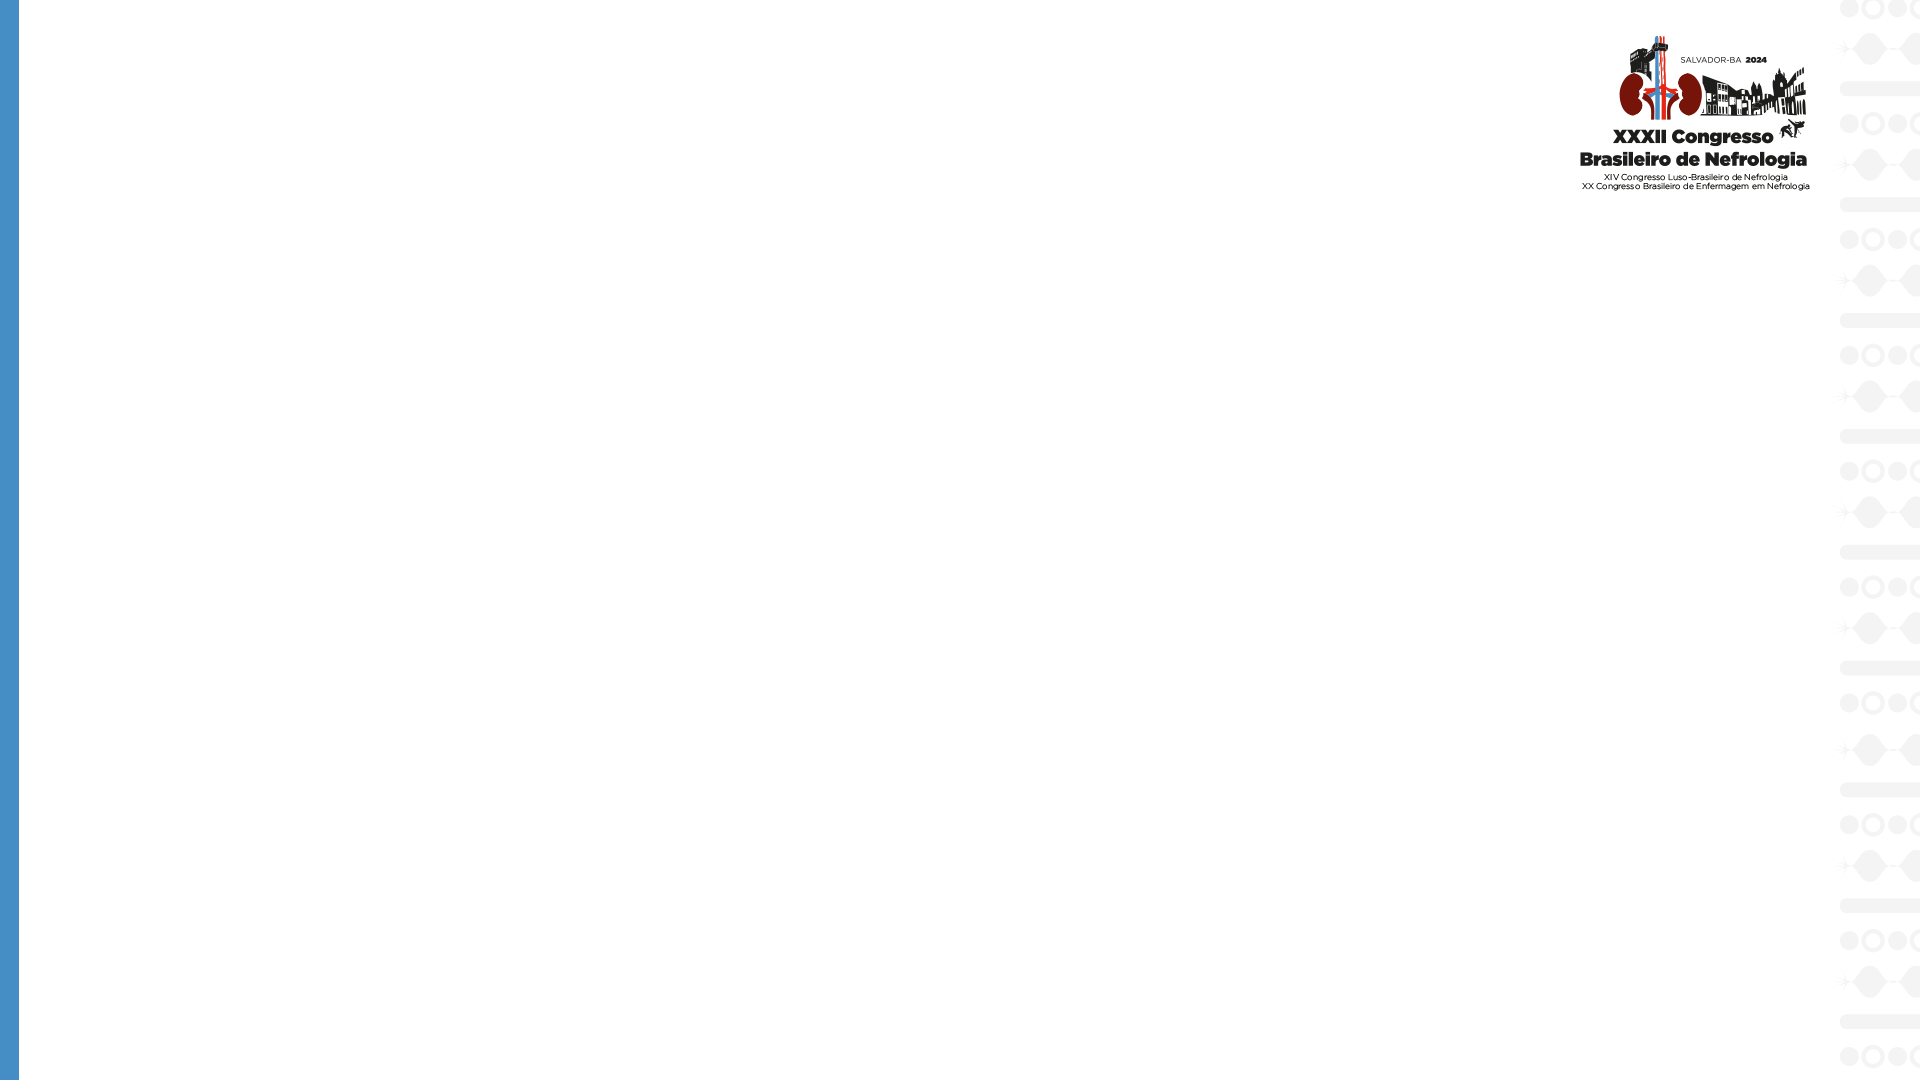 SALVADOR-BA 2024
XXXII Congresso
Brasileiro de Nefrologia
XIV Congresso Luso-Brasileiro de Nefrologia
XX Congresso Brasileiro de Enfermagem em Nefrologia